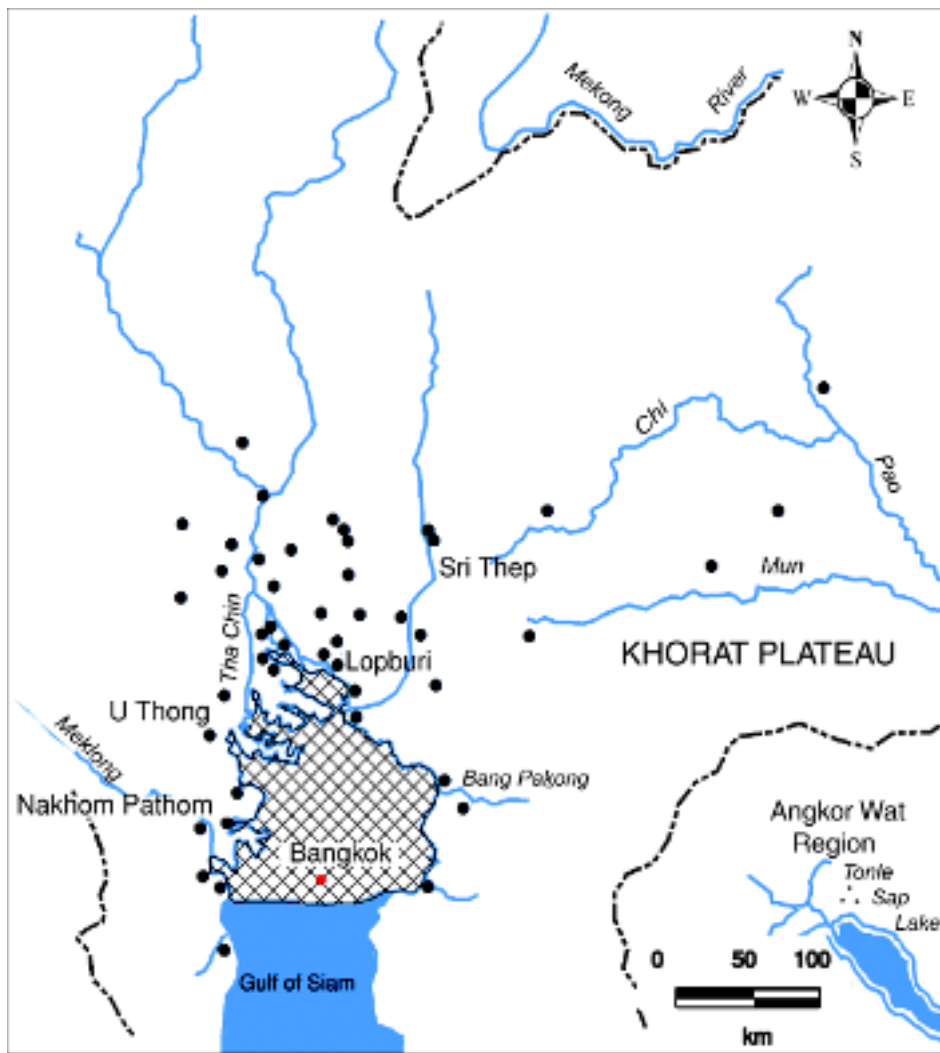 Mekong
River
N
W
E
S
Chi
Pao
Sri Thep
Mun
Tha Chin
KHORAT PLATEAU
Lopburi
U Thong
Meklong
Bang Pakong
Nakhom Pathom
Angkor Wat
Region
Bangkok
Tonle
Sap
Lake
0 50 100
Gulf of Siam
km